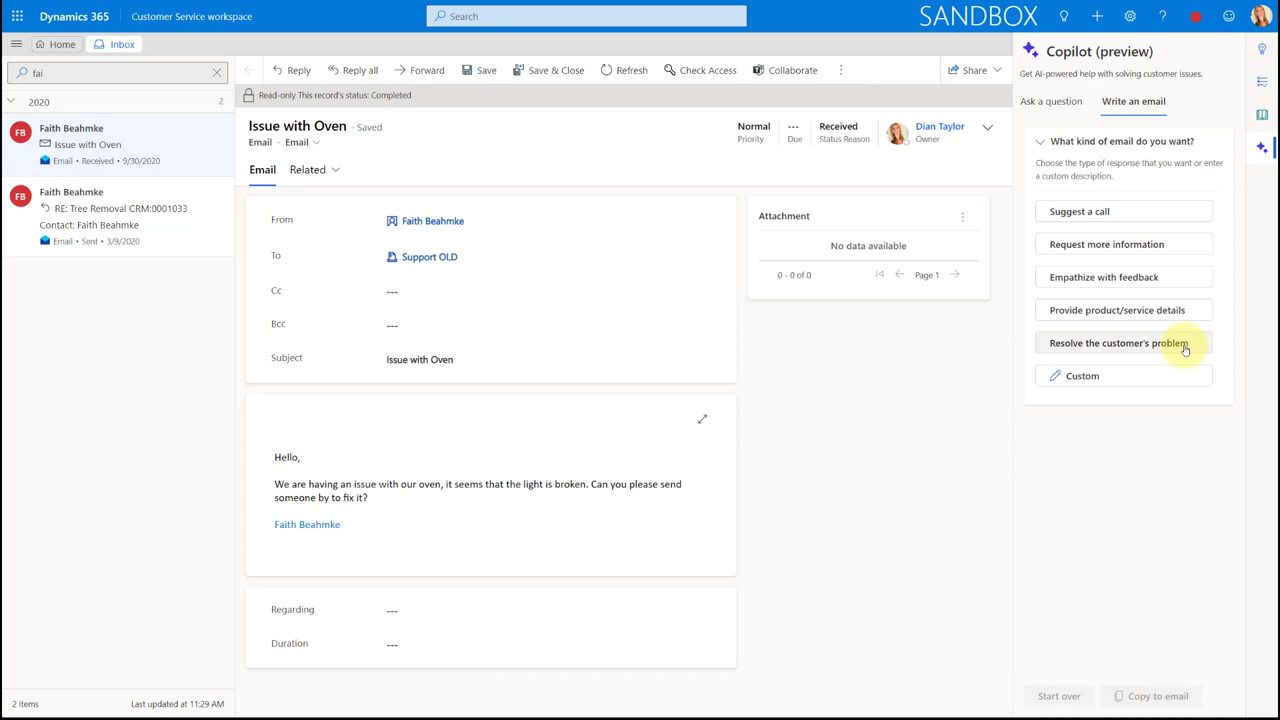 Dynamics 365
Customer Service workspace
Search
SANDBOX
Home
Inbox
fai
2020
2
FB
Faith Beahmke
Issue with Oven
Email • Received • 9/30/2020
FB
Faith Beahmke
RE: Tree Removal CRM:0001033
Contact: Faith Beahmke
Email • Sent • 3/9/2020
2 items
Last updated at 11:29 AM
Reply
Reply all
Forward
Save
Save & Close
Refresh
Check Access
Collaborate
Share
Read-only This record's status: Completed
Issue with Oven - Saved
Email · Email
Normal
Priority
---
Due
Received
Status Reason
Dian Taylor
Owner
Email
Related
From
Faith Beahmke
To
Support OLD
Cc
---
Bcc
---
Subject
Issue with Oven
Attachment
No data available
0 - 0 of 0
Page 1
Hello,
We are having an issue with our oven, it seems that the light is broken. Can you please send
someone by to fix it?
Faith Beahmke
Regarding
---
Duration
---
Copilot (preview)
Get AI-powered help with solving customer issues.
Ask a question
Write an email
What kind of email do you want?
Choose the type of response that you want or enter
a custom description.
Suggest a call
Request more information
Empathize with feedback
Provide product/service details
Resolve the customer's problem
Custom
Start over
Copy to email